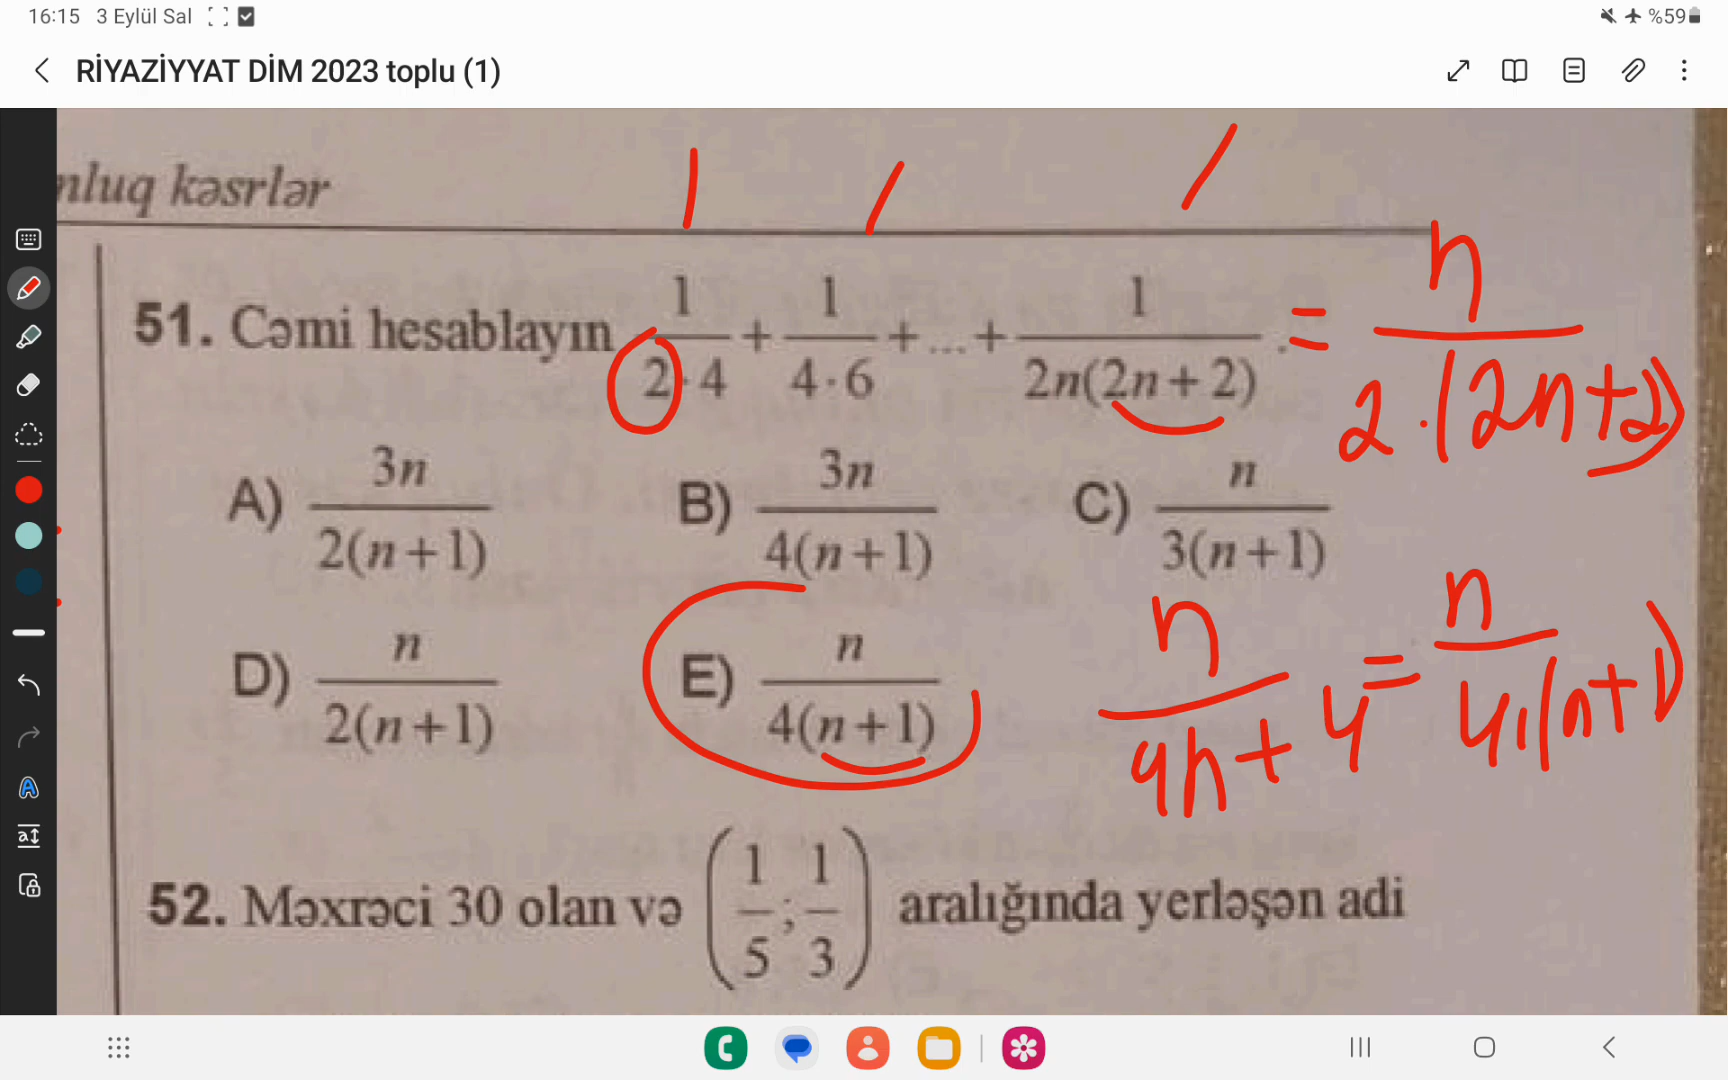 16:15 3 Eylül Sal %59
RİYAZİYYAT DİM 2023 toplu (1)
nluq kəsrlər
51. Cəmi hesablayın 1/(2·4) + 1/(4·6) + ... + 1/(2n(2n+2)). = n/(2·(2n+2))
A) 3n/(2(n+1)) B) 3n/(4(n+1)) C) n/(3(n+1))
D) n/(2(n+1)) E) n/(4(n+1)) n/(4n+4) = n/(4(n+1))
52. Məxrəci 30 olan və (1/5; 1/3) aralığında yerləşən adi